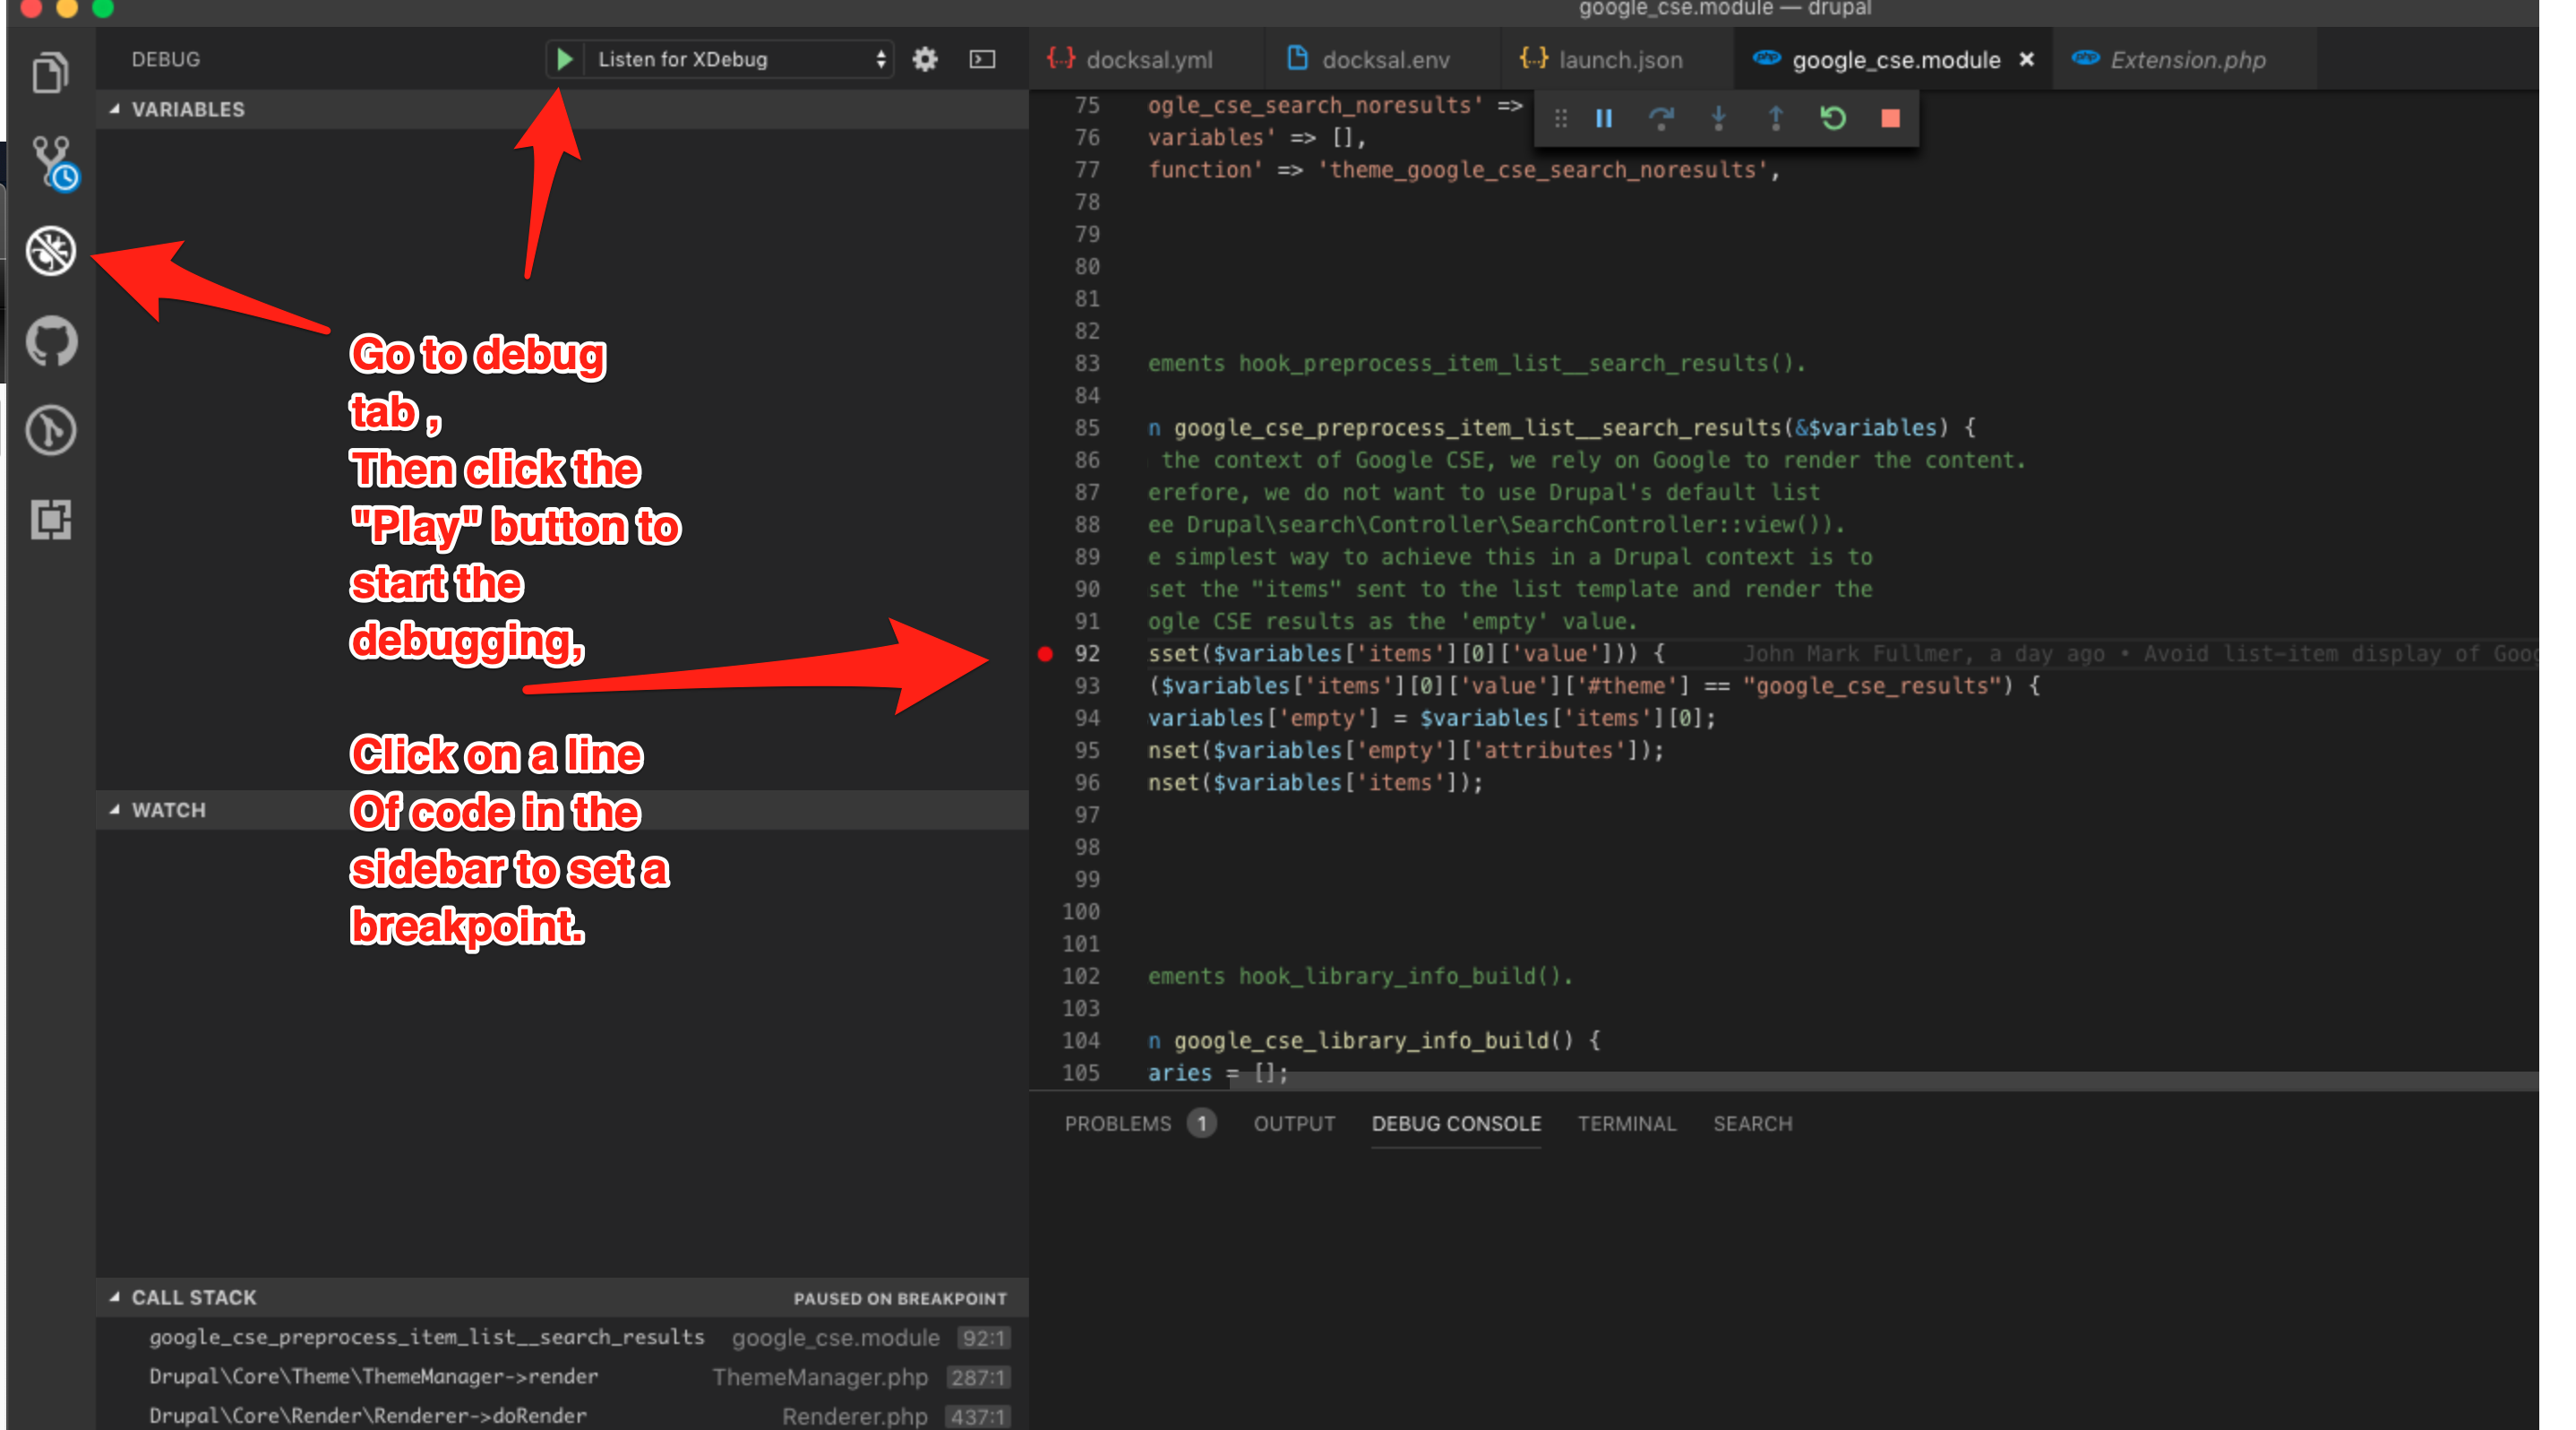 google_cse.module — drupal
DEBUG
Listen for XDebug
docksal.yml
docksal.env
launch.json
google_cse.module
Extension.php
VARIABLES
Go to debug
tab ,
Then click the
"Play" button to
start the
debugging,
Click on a line
Of code in the
sidebar to set a
breakpoint.
WATCH
CALL STACK
PAUSED ON BREAKPOINT
google_cse_preprocess_item_list__search_results google_cse.module 92:1
Drupal\Core\Theme\ThemeManager->render ThemeManager.php 287:1
Drupal\Core\Render\Renderer->doRender Renderer.php 437:1
75 ogle_cse_search_noresults' =>
76 variables' => [],
77 function' => 'theme_google_cse_search_noresults',
78
79
80
81
82
83 ements hook_preprocess_item_list__search_results().
84
85 n google_cse_preprocess_item_list__search_results(&$variables) {
86 the context of Google CSE, we rely on Google to render the content.
87 erefore, we do not want to use Drupal's default list
88 ee Drupal\search\Controller\SearchController::view()).
89 e simplest way to achieve this in a Drupal context is to
90 set the "items" sent to the list template and render the
91 ogle CSE results as the 'empty' value.
92 sset($variables['items'][0]['value'])) { John Mark Fullmer, a day ago • Avoid list-item display of Goog
93 ($variables['items'][0]['value']['#theme'] == "google_cse_results") {
94 variables['empty'] = $variables['items'][0];
95 nset($variables['empty']['attributes']);
96 nset($variables['items']);
97
98
99
100
101
102 ements hook_library_info_build().
103
104 n google_cse_library_info_build() {
105 aries = [];
PROBLEMS 1 OUTPUT DEBUG CONSOLE TERMINAL SEARCH